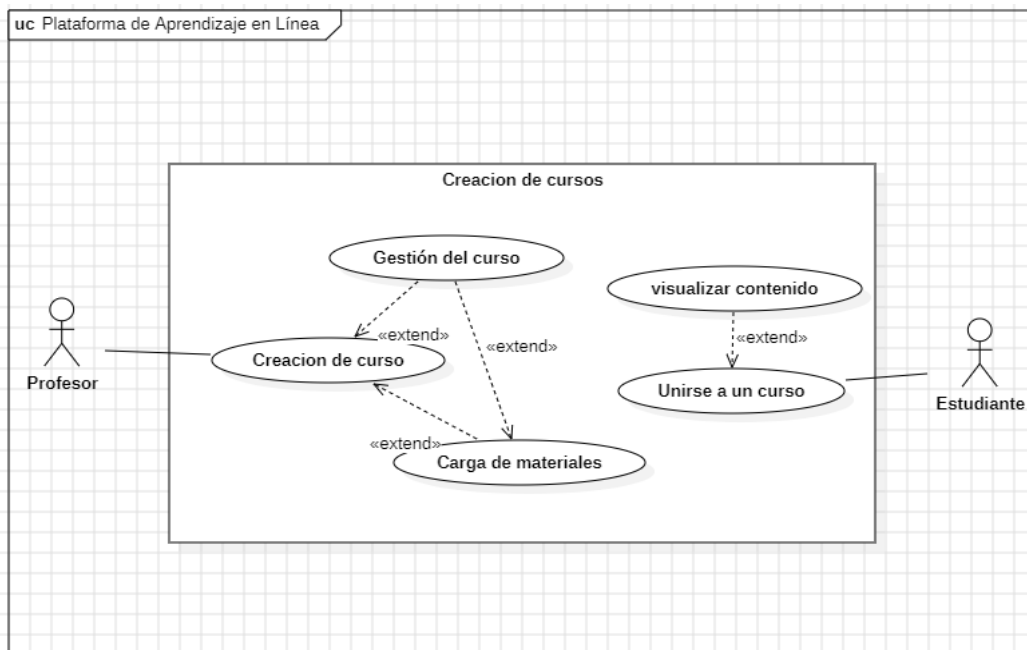 uc Plataforma de Aprendizaje en Línea
Creacion de cursos
Gestión del curso
visualizar contenido
«extend»
«extend»
«extend»
Creacion de curso
Profesor
Unirse a un curso
Estudiante
«extend»
Carga de materiales